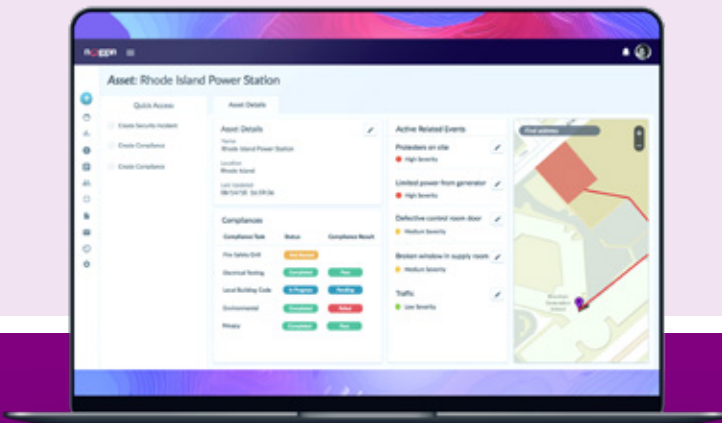 Asset: Rhode Island Power Station
Quick Access
Asset Details
Create Security Incident
Create Compliance
Create Compliance
Asset Details
Name
Rhode Island Power Station
Location
Rhode Island
Last Updated
Compliances
Compliance Task Status Compliance Result
Fire Safety Drill Not Started
Electrical Testing Completed Pass
Local Building Code In Progress Pending
Environmental Completed Failed
Privacy Completed Pass
Active Related Events
Protesters on site
High Severity
Limited power from generator
High Severity
Defective control room door
Medium Severity
Broken window in supply room
Medium Severity
Traffic
Low Severity
Find address